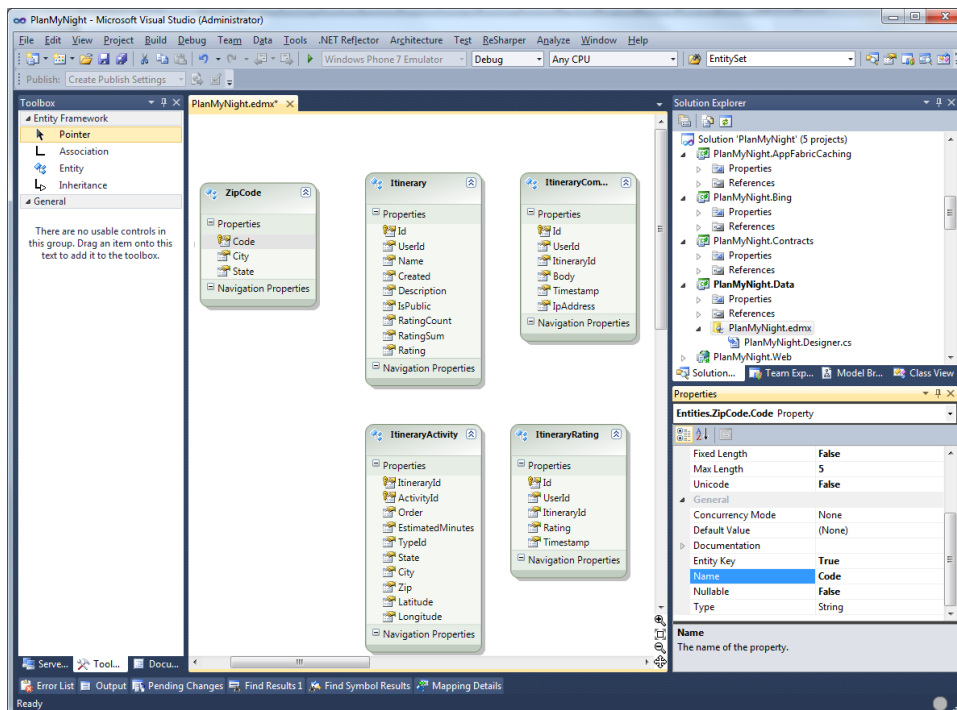 PlanMyNight - Microsoft Visual Studio (Administrator)
File Edit View Project Build Debug Team Data Tools .NET Reflector Architecture Test ReSharper Analyze Window Help
Windows Phone 7 Emulator Debug Any CPU EntitySet
Publish: Create Publish Settings
Toolbox
Entity Framework
Pointer
Association
Entity
Inheritance
General
There are no usable controls in
this group. Drag an item onto this
text to add it to the toolbox.
Serve... Tool... Docu...
PlanMyNight.edmx*
ZipCode
Properties
Code
City
State
Navigation Properties
Itinerary
Properties
Id
UserId
Name
Created
Description
IsPublic
RatingCount
RatingSum
Rating
Navigation Properties
ItineraryCom...
Properties
Id
UserId
ItineraryId
Body
Timestamp
IpAddress
Navigation Properties
ItineraryActivity
Properties
ItineraryId
ActivityId
Order
EstimatedMinutes
TypeId
State
City
Zip
Latitude
Longitude
Navigation Properties
ItineraryRating
Properties
Id
UserId
ItineraryId
Rating
Timestamp
Navigation Properties
Solution Explorer
Solution 'PlanMyNight' (5 projects)
PlanMyNight.AppFabricCaching
Properties
References
PlanMyNight.Bing
Properties
References
PlanMyNight.Contracts
Properties
References
PlanMyNight.Data
Properties
References
PlanMyNight.edmx
PlanMyNight.Designer.cs
PlanMyNight.Web
Solution... Team Exp... Model Br... Class View
Properties
Entities.ZipCode.Code Property
Fixed Length False
Max Length 5
Unicode False
General
Concurrency Mode None
Default Value (None)
Documentation
Entity Key True
Name Code
Nullable False
Type String
Name
The name of the property.
Error List Output Pending Changes Find Results 1 Find Symbol Results Mapping Details
Ready